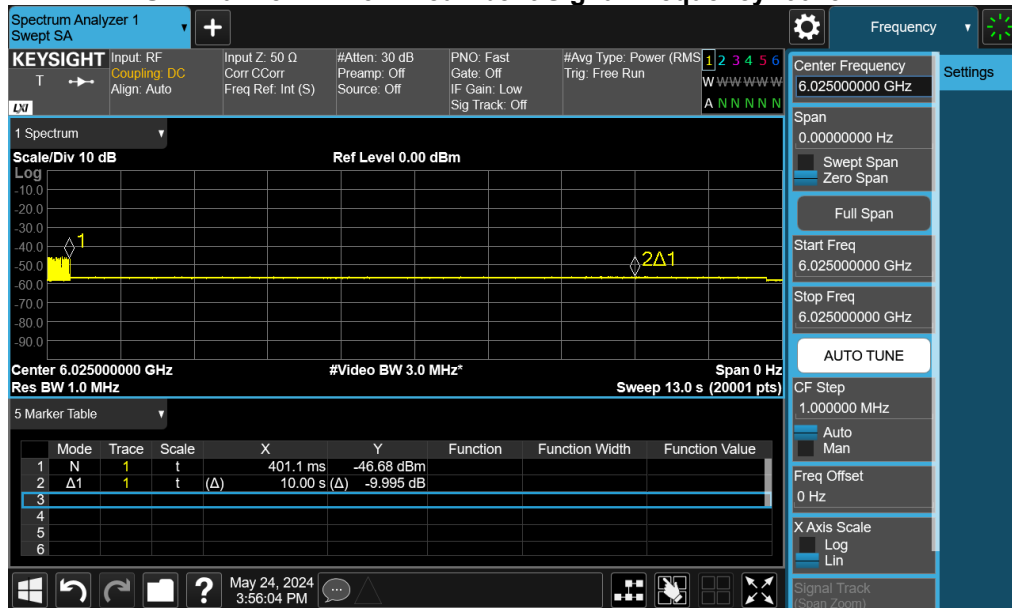 Spectrum Analyzer 1
Swept SA
+
Frequency
KEYSIGHT
T
LXI
Input: RF
Coupling: DC
Align: Auto
Input Z: 50 Ω
Corr CCorr
Freq Ref: Int (S)
#Atten: 30 dB
Preamp: Off
Source: Off
PNO: Fast
Gate: Off
IF Gain: Low
Sig Track: Off
#Avg Type: Power (RMS
Trig: Free Run
1 2 3 4 5 6
W W W W W W
A N N N N N
Center Frequency
6.025000000 GHz
Settings
Span
0.00000000 Hz
Swept Span
Zero Span
Full Span
Start Freq
6.025000000 GHz
Stop Freq
6.025000000 GHz
AUTO TUNE
CF Step
1.000000 MHz
Auto
Man
Freq Offset
0 Hz
X Axis Scale
Log
Lin
Signal Track
(Span Zoom)
1 Spectrum
Scale/Div 10 dB
Ref Level 0.00 dBm
Log
-10.0
-20.0
-30.0
-40.0
-50.0
-60.0
-70.0
-80.0
-90.0
1
2Δ1
Center 6.025000000 GHz
#Video BW 3.0 MHz*
Span 0 Hz
Res BW 1.0 MHz
Sweep 13.0 s (20001 pts)
5 Marker Table
Mode Trace Scale X Y Function Function Width Function Value
1 N 1 t 401.1 ms -46.68 dBm
2 Δ1 1 t (Δ) 10.00 s (Δ) -9.995 dB
3
4
5
6
?
May 24, 2024
3:56:04 PM